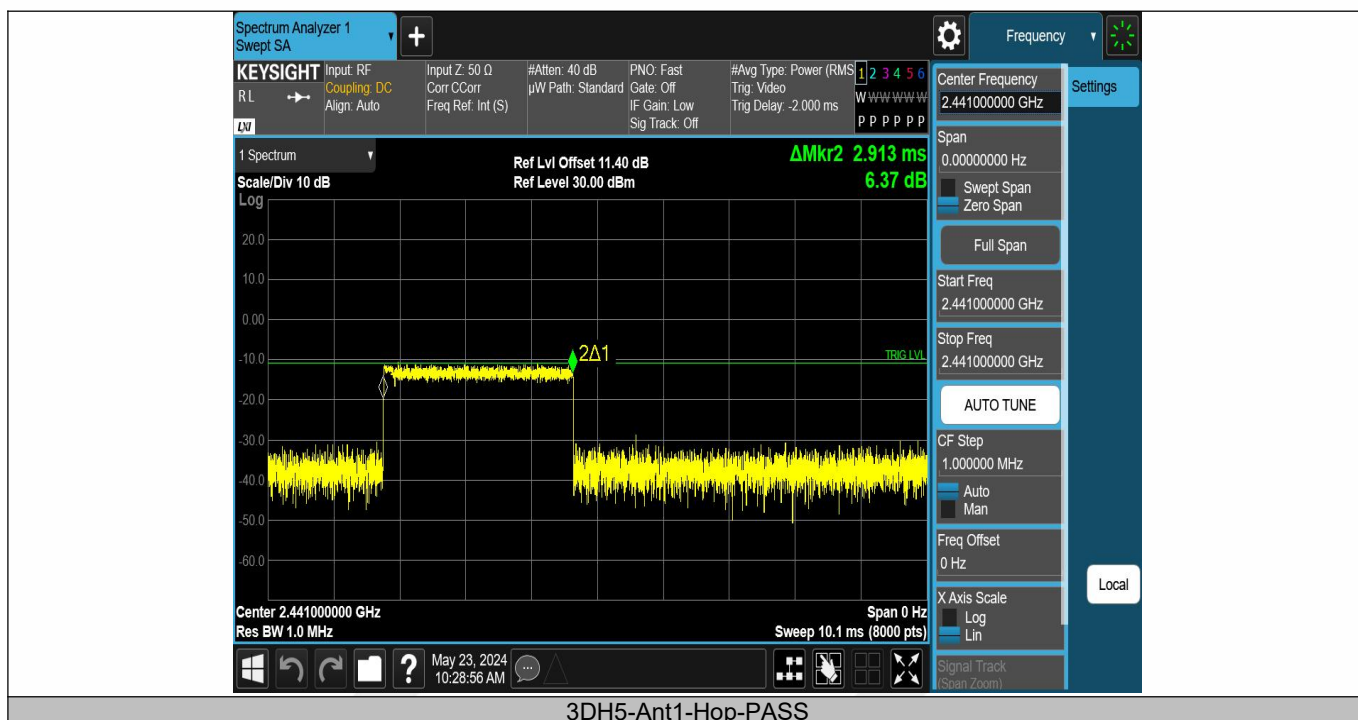 Spectrum Analyzer 1
Swept SA
Frequency
KEYSIGHT
R L
LXI
Input: RF
Coupling: DC
Align: Auto
Input Z: 50 Ω
Corr CCorr
Freq Ref: Int (S)
#Atten: 40 dB
µW Path: Standard
PNO: Fast
Gate: Off
IF Gain: Low
Sig Track: Off
#Avg Type: Power (RMS
Trig: Video
Trig Delay: -2.000 ms
1 2 3 4 5 6
W W W W W W
P P P P P P
1 Spectrum
Scale/Div 10 dB
Log
Ref Lvl Offset 11.40 dB
Ref Level 30.00 dBm
ΔMkr2 2.913 ms
6.37 dB
20.0
10.0
0.00
-10.0
-20.0
-30.0
-40.0
-50.0
-60.0
2Δ1
TRIG LVL
Center 2.441000000 GHz
Res BW 1.0 MHz
Span 0 Hz
Sweep 10.1 ms (8000 pts)
Center Frequency
2.441000000 GHz
Settings
Span
0.00000000 Hz
Swept Span
Zero Span
Full Span
Start Freq
2.441000000 GHz
Stop Freq
2.441000000 GHz
AUTO TUNE
CF Step
1.000000 MHz
Auto
Man
Freq Offset
0 Hz
X Axis Scale
Log
Lin
Signal Track
(Span Zoom)
Local
?
May 23, 2024
10:28:56 AM
3DH5-Ant1-Hop-PASS